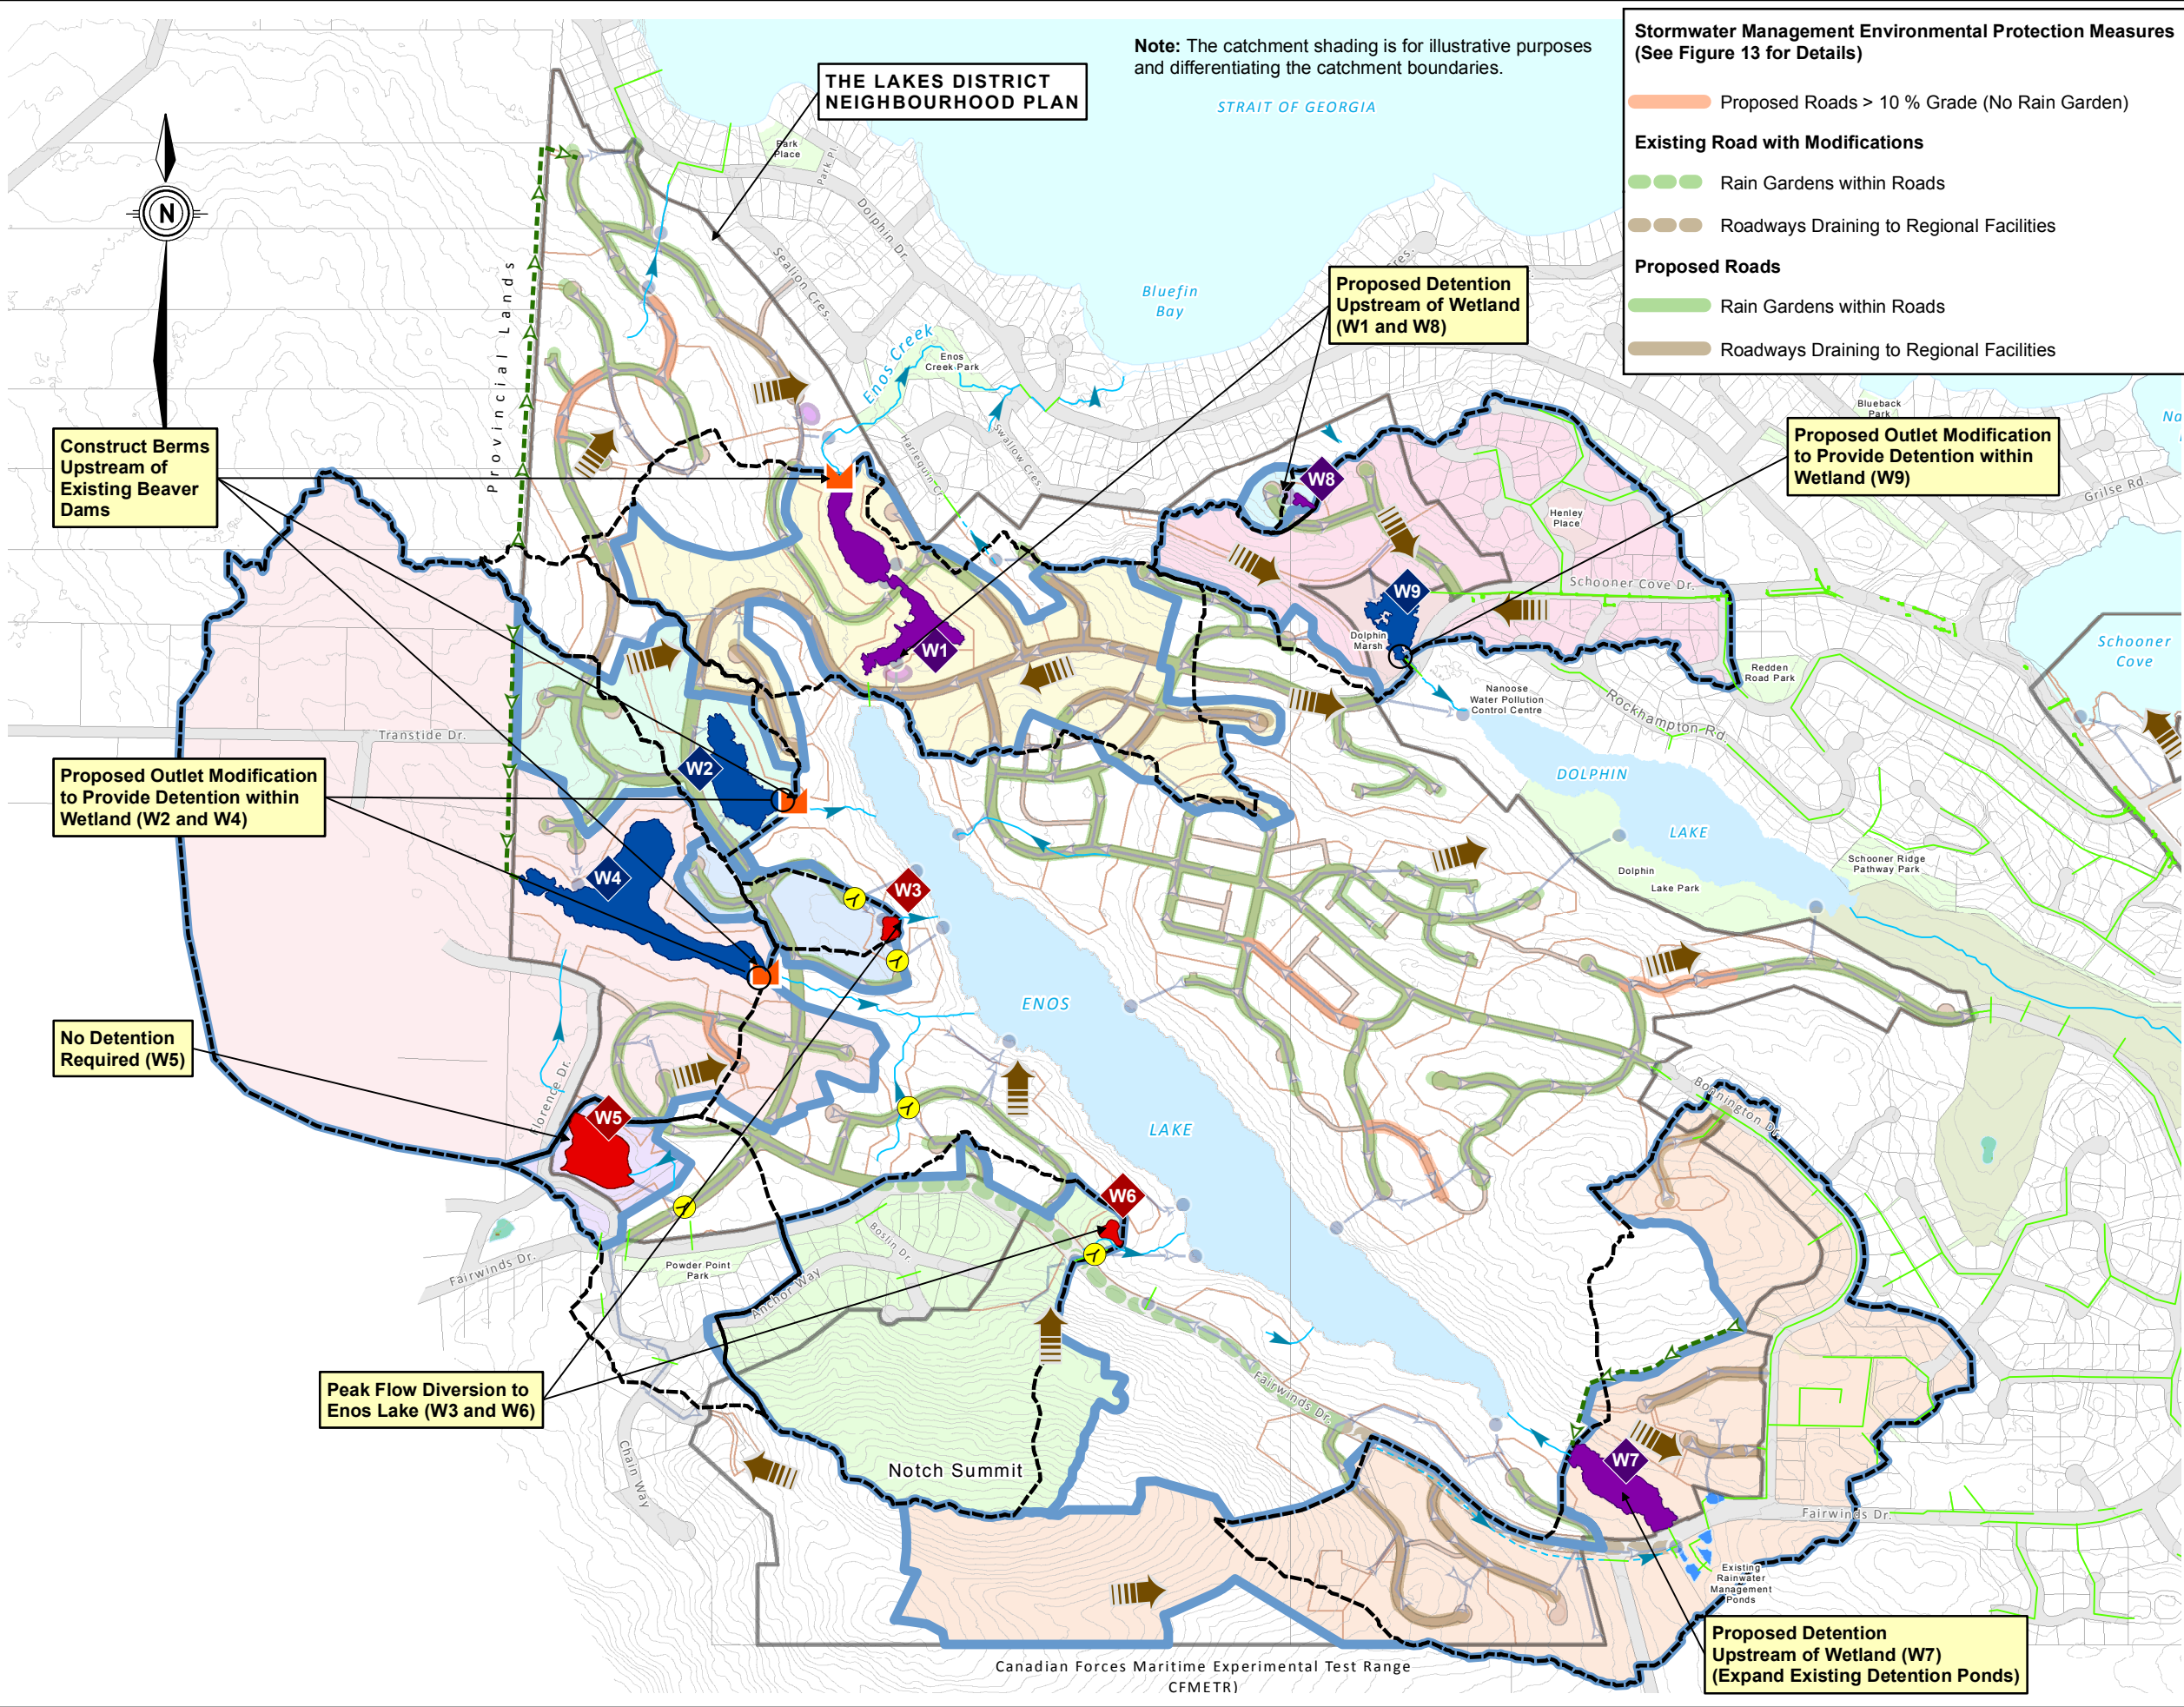 Note: The catchment shading is for illustrative purposes
and differentiating the catchment boundaries.
Stormwater Management Environmental Protection Measures
(See Figure 13 for Details)
Proposed Roads > 10 % Grade (No Rain Garden)
Existing Road with Modifications
Rain Gardens within Roads
Roadways Draining to Regional Facilities
Proposed Roads
Rain Gardens within Roads
Roadways Draining to Regional Facilities
THE LAKES DISTRICT
NEIGHBOURHOOD PLAN
STRAIT OF GEORGIA
Park
Place
Park Pl.
Dolphin Dr.
Seallon Cres.
N
Provincial Lands
Bluefin
Bay
Proposed Detention
Upstream of Wetland
(W1 and W8)
Enos Creek
Enos
Creek Park
Harlequin Cr.
Swallow Cres.
Blueback
Park
Construct Berms
Upstream of
Existing Beaver
Dams
Proposed Outlet Modification
to Provide Detention within
Wetland (W9)
Grilse Rd.
W8
Henley
Place
Schooner Cove Dr.
W9
Dolphin
Marsh
W1
Schooner
Cove
Redden
Road Park
Nanoose
Water Pollution
Control Centre
Rockhampton Rd.
Transtide Dr.
W2
Proposed Outlet Modification
to Provide Detention within
Wetland (W2 and W4)
DOLPHIN
LAKE
Schooner Ridge
Pathway Park
Dolphin
Lake Park
W4
W3
ENOS
LAKE
No Detention
Required (W5)
Florence Dr.
W5
Bonnington Dr.
W6
Boslin Dr.
Fairwinds Dr.
Powder Point
Park
Anchor Way
Peak Flow Diversion to
Enos Lake (W3 and W6)
Fairwinds Dr.
Chain Way
Notch Summit
W7
Fairwinds Dr.
Existing
Rainwater
Management
Ponds
Proposed Detention
Upstream of Wetland (W7)
(Expand Existing Detention Ponds)
Canadian Forces Maritime Experimental Test Range
CFMETR)